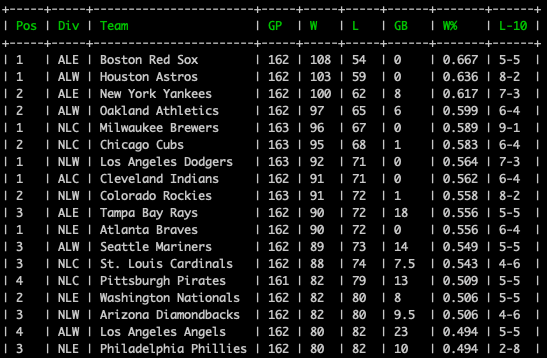 | Pos | Div | Team | GP | W | L | GB | W% | L-10 |
| 1 | ALE | Boston Red Sox | 162 | 108 | 54 | 0 | 0.667 | 5-5 |
| 1 | ALW | Houston Astros | 162 | 103 | 59 | 0 | 0.636 | 8-2 |
| 2 | ALE | New York Yankees | 162 | 100 | 62 | 8 | 0.617 | 7-3 |
| 2 | ALW | Oakland Athletics | 162 | 97 | 65 | 6 | 0.599 | 6-4 |
| 1 | NLC | Milwaukee Brewers | 163 | 96 | 67 | 0 | 0.589 | 9-1 |
| 2 | NLC | Chicago Cubs | 163 | 95 | 68 | 1 | 0.583 | 6-4 |
| 1 | NLW | Los Angeles Dodgers | 163 | 92 | 71 | 0 | 0.564 | 7-3 |
| 1 | ALC | Cleveland Indians | 162 | 91 | 71 | 0 | 0.562 | 6-4 |
| 2 | NLW | Colorado Rockies | 163 | 91 | 72 | 1 | 0.558 | 8-2 |
| 3 | ALE | Tampa Bay Rays | 162 | 90 | 72 | 18 | 0.556 | 5-5 |
| 1 | NLE | Atlanta Braves | 162 | 90 | 72 | 0 | 0.556 | 6-4 |
| 3 | ALW | Seattle Mariners | 162 | 89 | 73 | 14 | 0.549 | 5-5 |
| 3 | NLC | St. Louis Cardinals | 162 | 88 | 74 | 7.5 | 0.543 | 4-6 |
| 4 | NLC | Pittsburgh Pirates | 161 | 82 | 79 | 13 | 0.509 | 5-5 |
| 2 | NLE | Washington Nationals | 162 | 82 | 80 | 8 | 0.506 | 5-5 |
| 3 | NLW | Arizona Diamondbacks | 162 | 82 | 80 | 9.5 | 0.506 | 4-6 |
| 4 | ALW | Los Angeles Angels | 162 | 80 | 82 | 23 | 0.494 | 5-5 |
| 3 | NLE | Philadelphia Phillies | 162 | 80 | 82 | 10 | 0.494 | 2-8 |